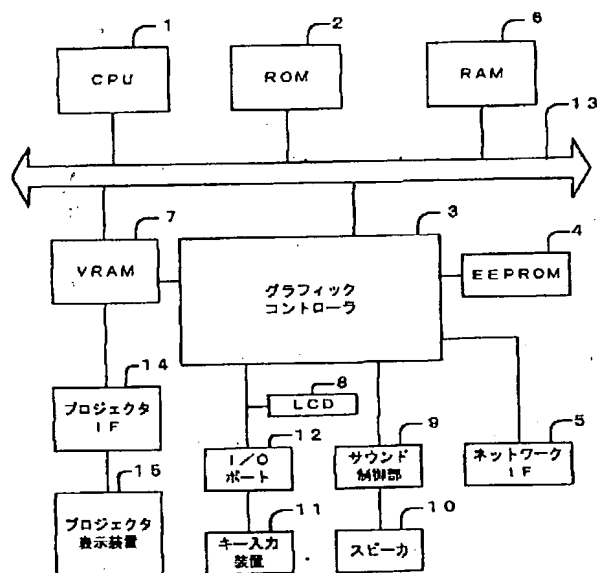 1
2
6
CPU
ROM
RAM
13
7
3
4
VRAM
グラフィック
コントローラ
EEPROM
14
8
プロジェクタ
IF
LCD
12
9
5
15
I/O
ポート
サウンド
制御部
ネットワーク
IF
11
10
プロジェクタ
表示装置
キー入力
装置
スピーカ